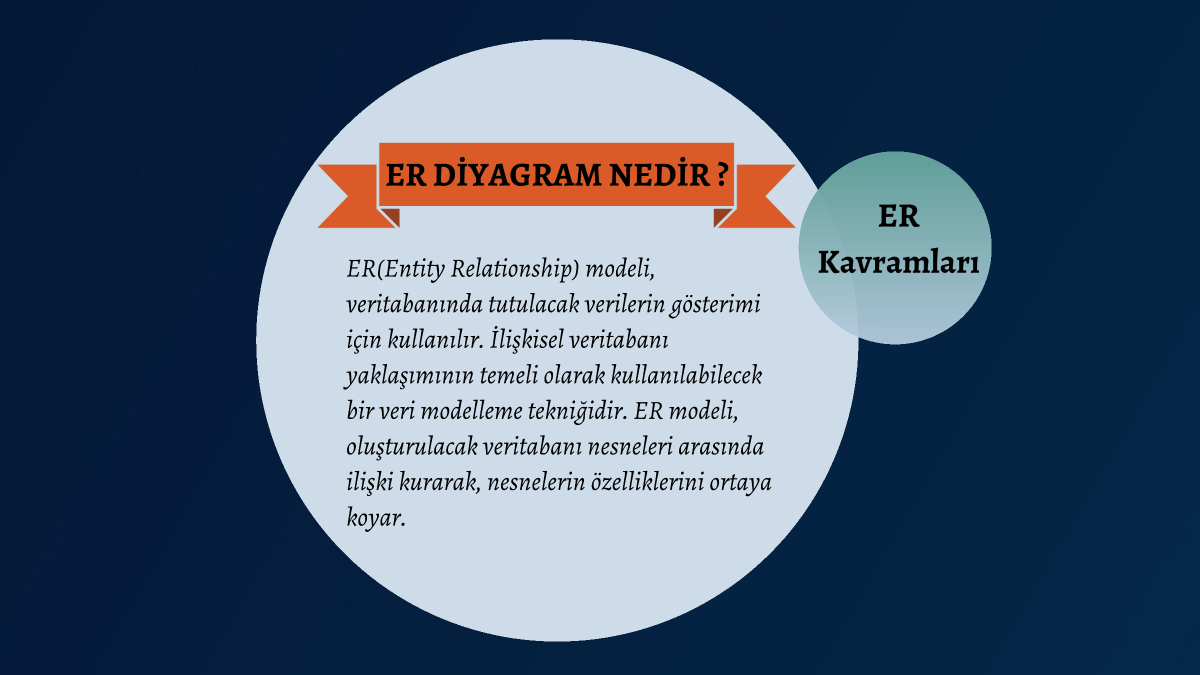 ER DİYAGRAM NEDİR ?
ER(Entity Relationship) modeli,
veritabanında tutulacak verilerin gösterimi
için kullanılır. İlişkisel veritabanı
yaklaşımının temeli olarak kullanılabilecek
bir veri modelleme tekniğidir. ER modeli,
oluşturulacak veritabanı nesneleri arasında
ilişki kurarak, nesnelerin özelliklerini ortaya
koyar.
ER
Kavramları